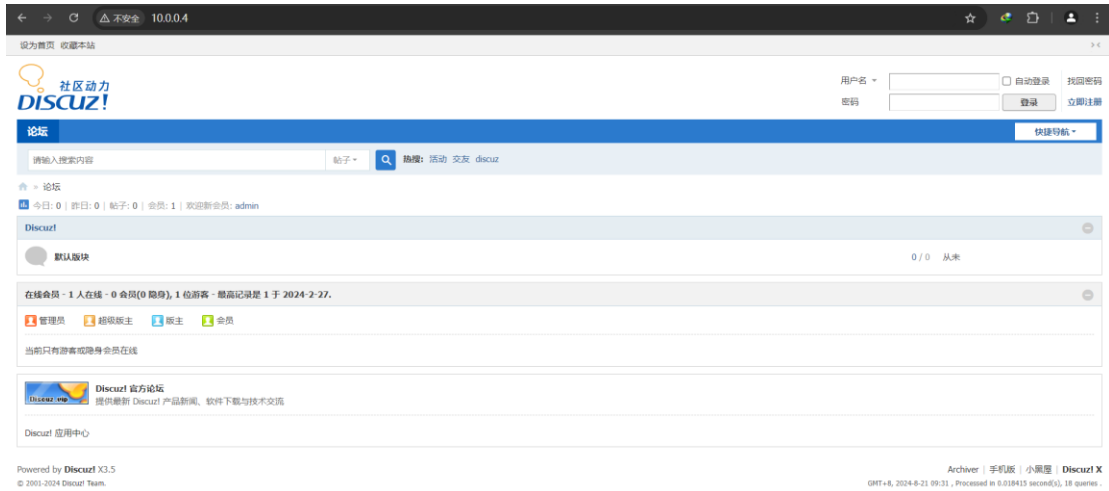 不安全 10.0.0.4
设为首页 收藏本站
社区动力
DISCUZ!
用户名 自动登录 找回密码
密码 登录 立即注册
论坛 快捷导航
请输入搜索内容 帖子 热搜: 活动 交友 discuz
» 论坛
今日: 0 | 昨日: 0 | 帖子: 0 | 会员: 1 | 欢迎新会员: admin
Discuz!
默认版块 0 / 0 从未
在线会员 - 1 人在线 - 0 会员(0 隐身), 1 位游客 - 最高记录是 1 于 2024-2-27.
管理员 超级版主 版主 会员
当前只有游客或隐身会员在线
Discuz! 官方论坛
提供最新 Discuz! 产品新闻、软件下载与技术交流
Discuz! 应用中心
Powered by Discuz! X3.5 Archiver | 手机版 | 小黑屋 | Discuz! X
© 2001-2024 Discuz! Team. GMT+8, 2024-8-21 09:31 , Processed in 0.018415 second(s), 18 queries .